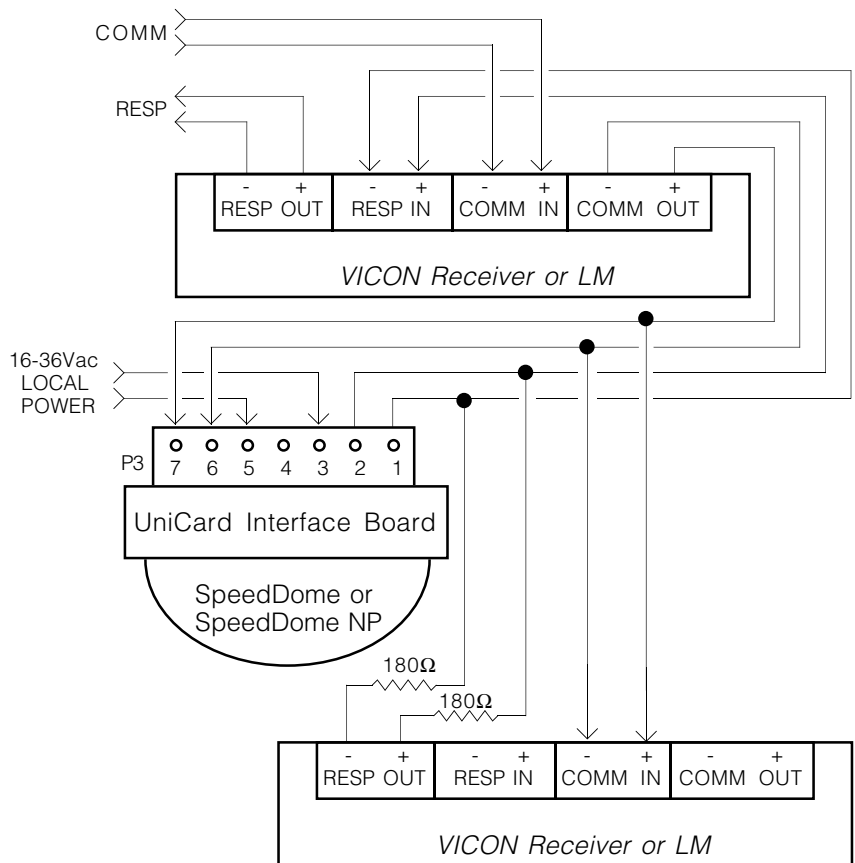 COMM
RESP
- + - + - + - +
RESP OUT RESP IN COMM IN COMM OUT
VICON Receiver or LM
16-36Vac
LOCAL
POWER
P3 7 6 5 4 3 2 1
UniCard Interface Board
SpeedDome or
SpeedDome NP
180Ω
180Ω
- + - + - + - +
RESP OUT RESP IN COMM IN COMM OUT
VICON Receiver or LM